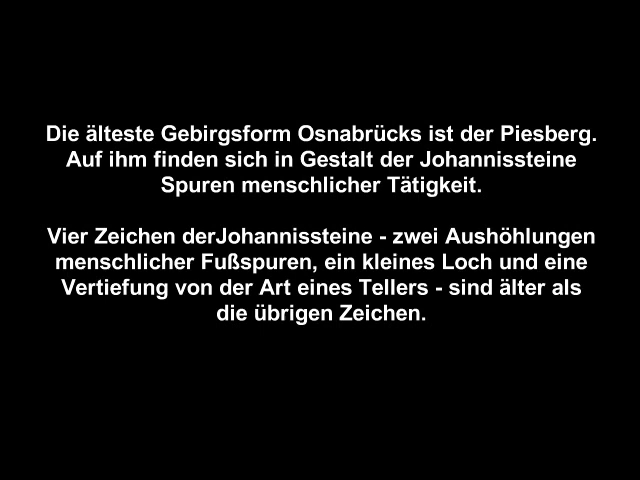 Die älteste Gebirgsform Osnabrücks ist der Piesberg.
Auf ihm finden sich in Gestalt der Johannissteine
Spuren menschlicher Tätigkeit.
Vier Zeichen derJohannissteine - zwei Aushöhlungen
menschlicher Fußspuren, ein kleines Loch und eine
Vertiefung von der Art eines Tellers - sind älter als
die übrigen Zeichen.